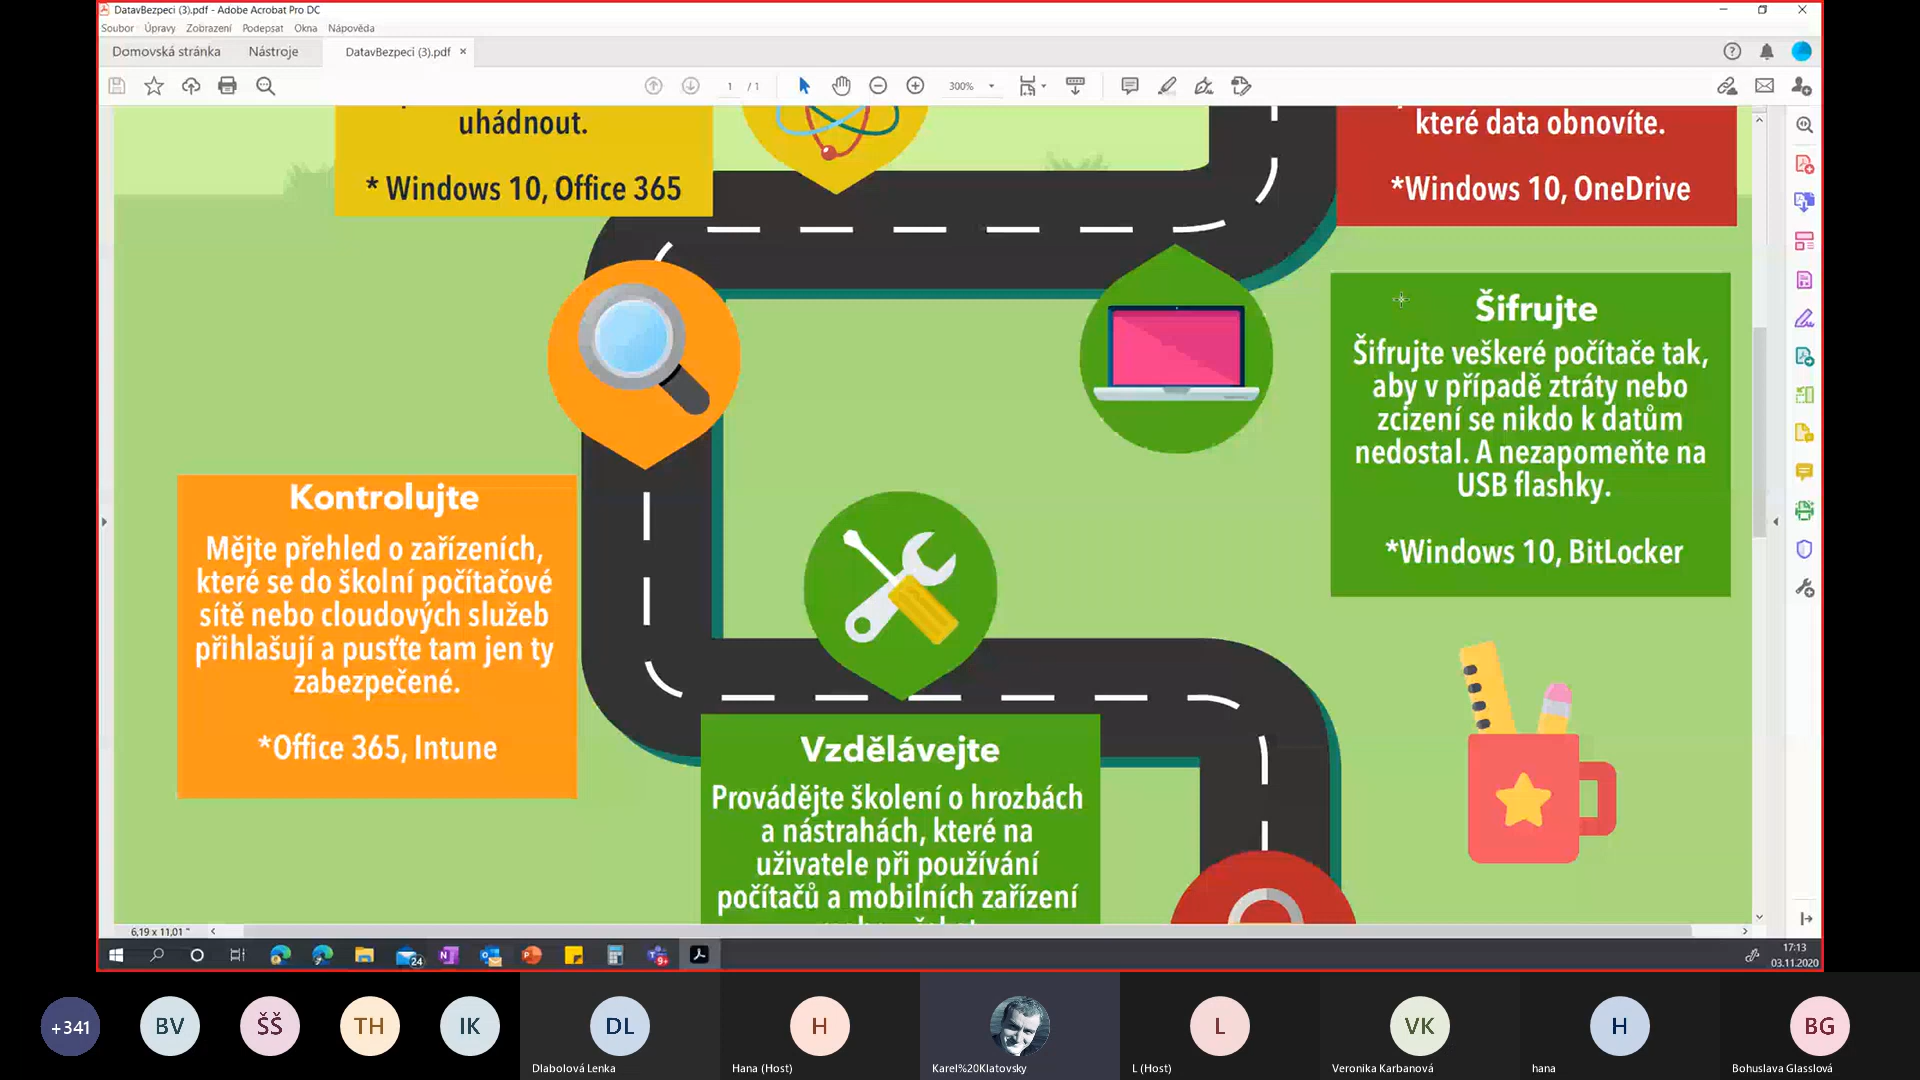 DatavBezpeci (3).pdf - Adobe Acrobat Pro DC
Soubor Úpravy Zobrazení Podepsat Okna Nápověda
Domovská stránka Nástroje DatavBezpeci (3).pdf ×
1 / 1 300%
uhádnout.
* Windows 10, Office 365
které data obnovíte.
*Windows 10, OneDrive
Šifrujte
Šifrujte veškeré počítače tak,
aby v případě ztráty nebo
zcizení se nikdo k datům
nedostal. A nezapomeňte na
USB flashky.
*Windows 10, BitLocker
Kontrolujte
Mějte přehled o zařízeních,
které se do školní počítačové
sítě nebo cloudových služeb
přihlašují a pusťte tam jen ty
zabezpečené.
*Office 365, Intune
Vzdělávejte
Provádějte školení o hrozbách
a nástrahách, které na
uživatele při používání
počítačů a mobilních zařízení
6,19 x 11,01 "
24
9+
17:13
03.11.2020
+341 BV ŠŠ TH IK DL H L VK H BG
Dlabolová Lenka Hana (Host) Karel%20Klatovsky L (Host) Veronika Karbanová hana Bohuslava Glasslová